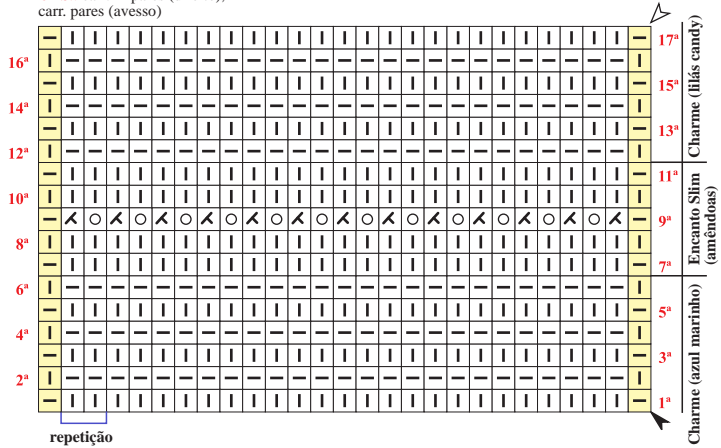 carr. pares (avesso)
17ª
16ª
15ª
14ª
13ª
12ª
11ª
10ª
9ª
8ª
7ª
6ª
5ª
4ª
3ª
2ª
1ª
Charme (lilás candy)
Encanto Slim
(amêndoas)
Charme (azul marinho)
repetição